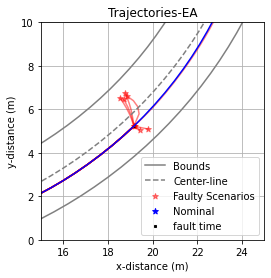 Trajectories-EA
10
8
6
4
2
0
y-distance (m)
Bounds
Center-line
Faulty Scenarios
Nominal
fault time
16 18 20 22 24
x-distance (m)